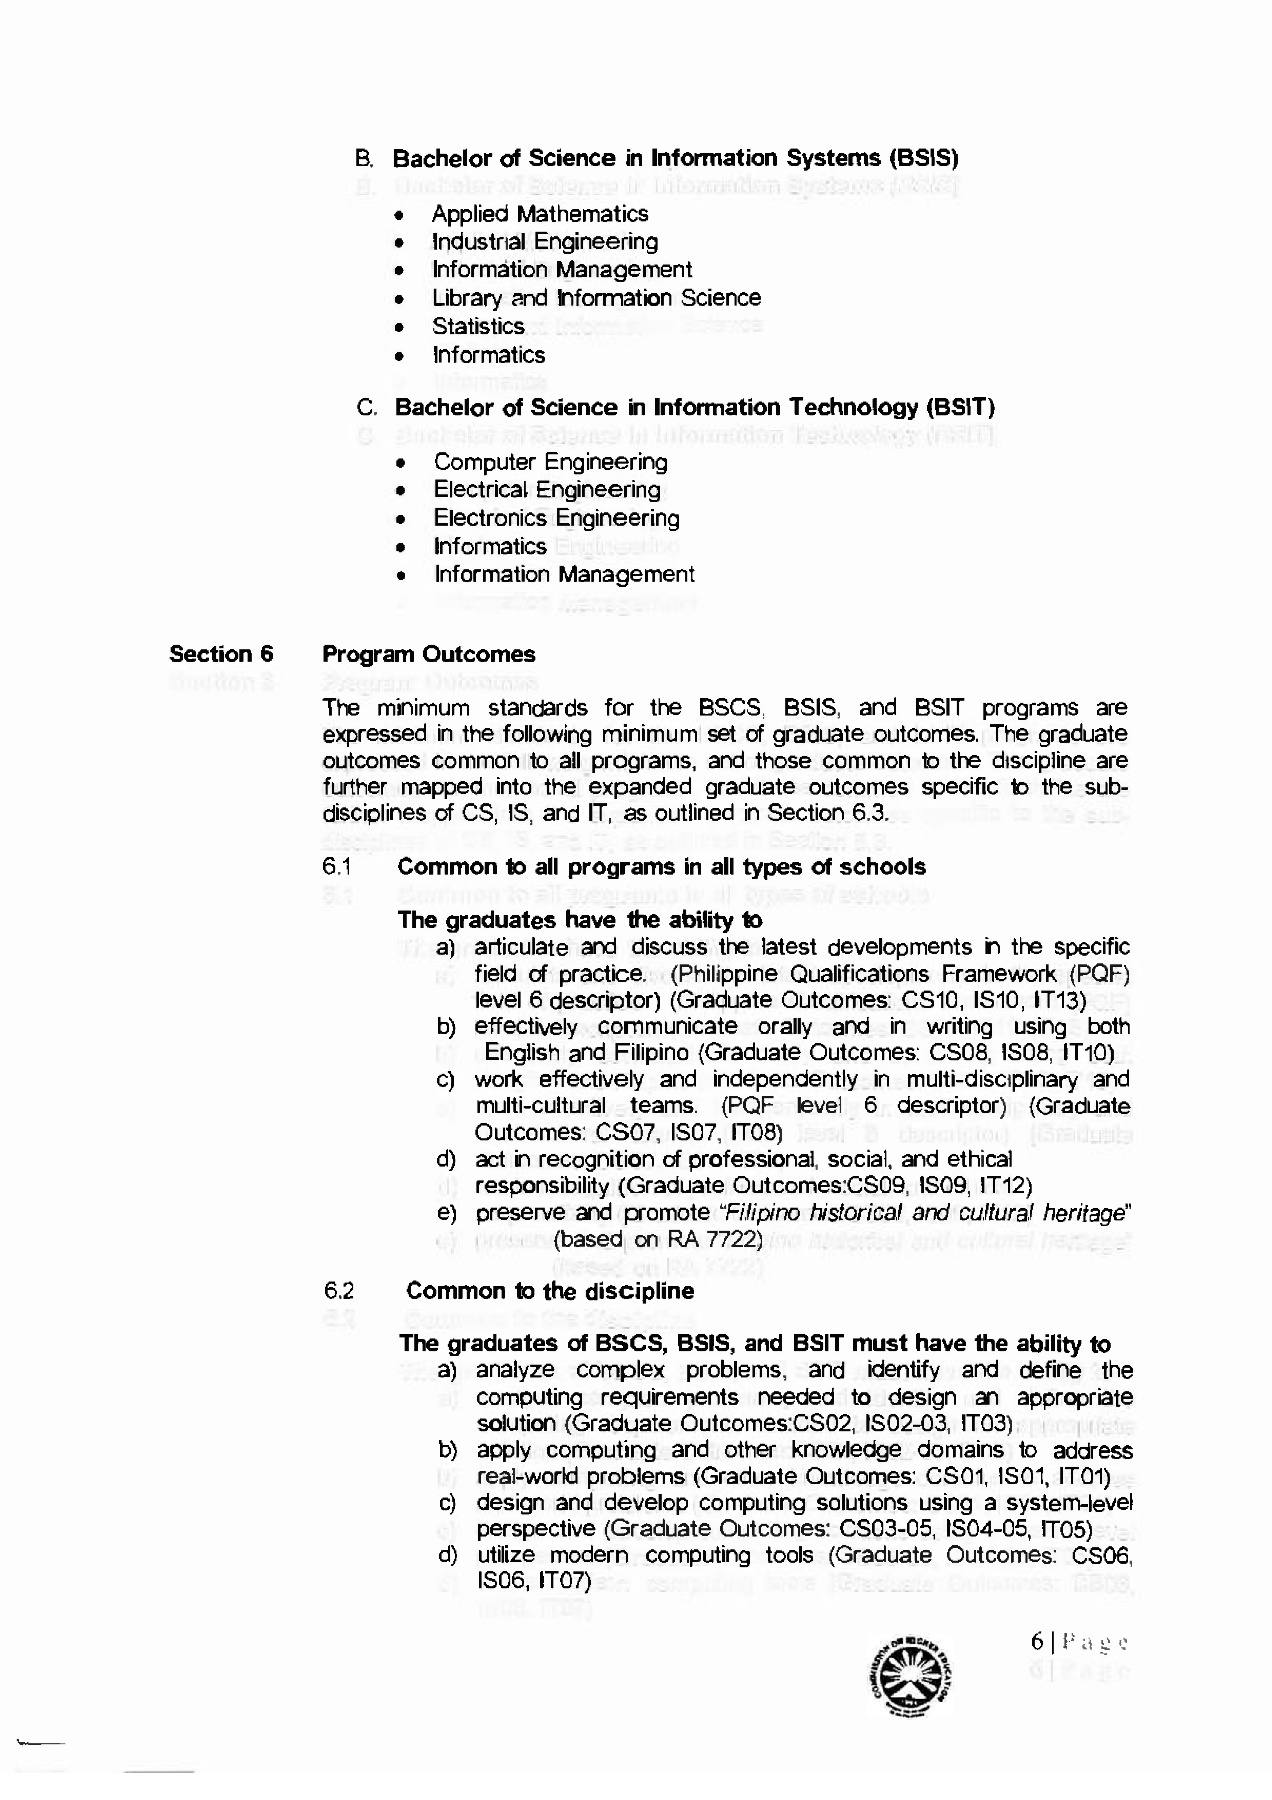 B. Bachelor of Science in Information Systems (BSIS)
• Applied Mathematics
• Industrial Engineering
• Information Management
• Library and Information Science
• Statistics
• Informatics
C. Bachelor of Science in Information Technology (BSIT)
• Computer Engineering
• Electrical Engineering
• Electronics Engineering
• Informatics
• Information Management
Section 6 Program Outcomes
The minimum standards for the BSCS, BSIS, and BSIT programs are
expressed in the following minimum set of graduate outcomes. The graduate
outcomes common to all programs, and those common to the discipline are
further mapped into the expanded graduate outcomes specific to the sub-
disciplines of CS, IS, and IT, as outlined in Section 6.3.
6.1 Common to all programs in all types of schools
The graduates have the ability to
a) articulate and discuss the latest developments in the specific
field of practice. (Philippine Qualifications Framework (PQF)
level 6 descriptor) (Graduate Outcomes: CS10, IS10, IT13)
b) effectively communicate orally and in writing using both
English and Filipino (Graduate Outcomes: CS08, IS08, IT10)
c) work effectively and independently in multi-disciplinary and
multi-cultural teams. (PQF level 6 descriptor) (Graduate
Outcomes: CS07, IS07, IT08)
d) act in recognition of professional, social, and ethical
responsibility (Graduate Outcomes:CS09, IS09, IT12)
e) preserve and promote "Filipino historical and cultural heritage"
(based on RA 7722)
6.2 Common to the discipline
The graduates of BSCS, BSIS, and BSIT must have the ability to
a) analyze complex problems, and identify and define the
computing requirements needed to design an appropriate
solution (Graduate Outcomes:CS02, IS02-03, IT03)
b) apply computing and other knowledge domains to address
real-world problems (Graduate Outcomes: CS01, IS01, IT01)
c) design and develop computing solutions using a system-level
perspective (Graduate Outcomes: CS03-05, IS04-05, IT05)
d) utilize modern computing tools (Graduate Outcomes: CS06,
IS06, IT07)
6 | Page
COMMISSION ON HIGHER EDUCATION